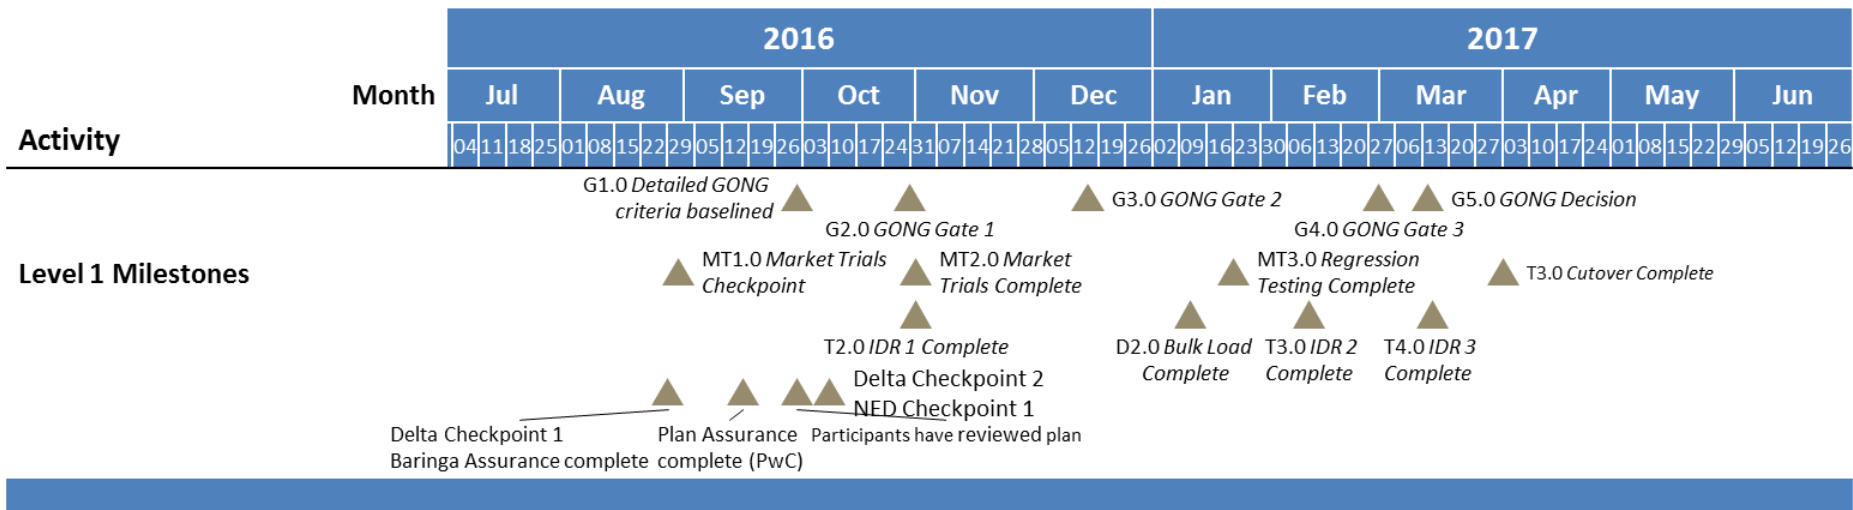 2016 2017
Month Jul Aug Sep Oct Nov Dec Jan Feb Mar Apr May Jun
Activity
04 11 18 25 01 08 15 22 29 05 12 19 26 03 10 17 24 31 07 14 21 28 05 12 19 26 02 09 16 23 30 06 13 20 27 06 13 20 27 03 10 17 24 01 08 15 22 29 05 12 19 26
G1.0 Detailed GONG
criteria baselined
G2.0 GONG Gate 1
G3.0 GONG Gate 2
G4.0 GONG Gate 3
G5.0 GONG Decision
Level 1 Milestones
MT1.0 Market Trials
Checkpoint
MT2.0 Market
Trials Complete
MT3.0 Regression
Testing Complete
T3.0 Cutover Complete
T2.0 IDR 1 Complete
D2.0 Bulk Load
Complete
T3.0 IDR 2
Complete
T4.0 IDR 3
Complete
Delta Checkpoint 2
NED Checkpoint 1
Delta Checkpoint 1
Baringa Assurance complete
Plan Assurance
complete (PwC)
Participants have reviewed plan